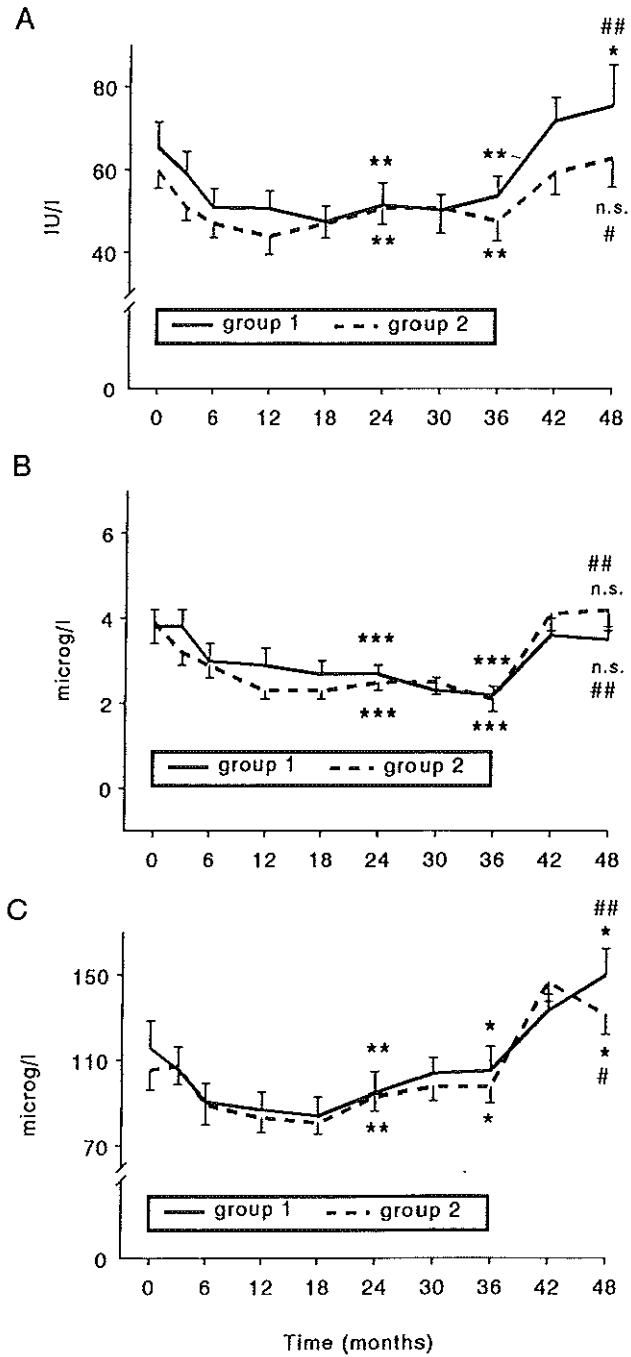 A
##
*
80
** **
60
IU/l
n.s.
#
40
** **
group 1 group 2
0
0 6 12 18 24 30 36 42 48
B
6
##
n.s.
4
*** ***
microg/l
n.s.
##
2
*** ***
group 1 group 2
0
0 6 12 18 24 30 36 42 48
C
##
*
150
* 
**
110
microg/l
*
#
** *
70
group 1 group 2
0
0 6 12 18 24 30 36 42 48
Time (months)